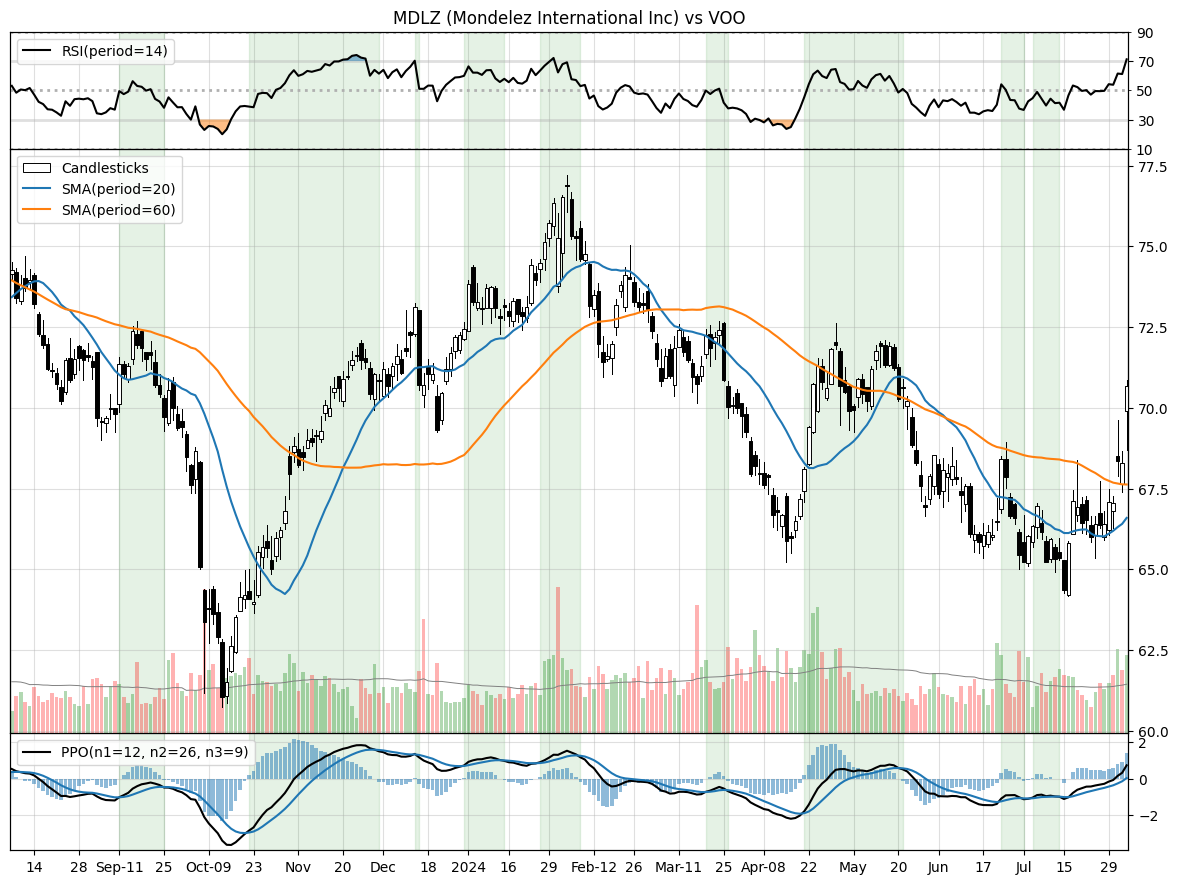 MDLZ (Mondelez International Inc) vs VOO
RSI(period=14)
90
70
50
30
10
Candlesticks
SMA(period=20)
SMA(period=60)
77.5
75.0
72.5
70.0
67.5
65.0
62.5
60.0
PPO(n1=12, n2=26, n3=9)
2
0
−2
14 28 Sep-11 25 Oct-09 23 Nov 20 Dec 18 2024 16 29 Feb-12 26 Mar-11 25 Apr-08 22 May 20 Jun 17 Jul 15 29